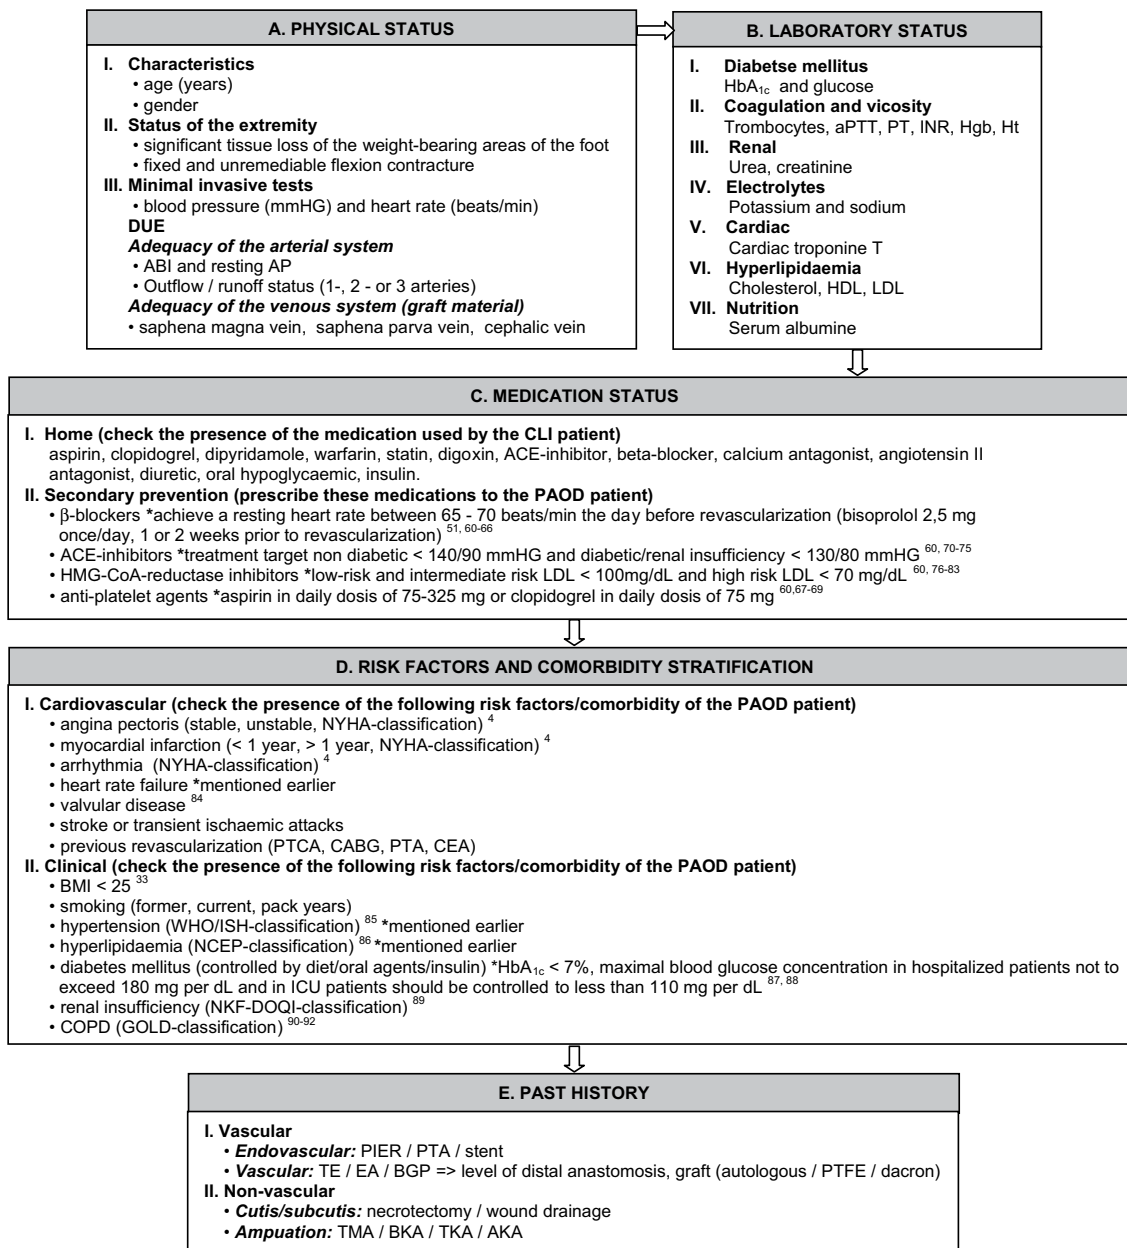 A. PHYSICAL STATUS
I. Characteristics
• age (years)
• gender
II. Status of the extremity
• significant tissue loss of the weight-bearing areas of the foot
• fixed and unremediable flexion contracture
III. Minimal invasive tests
• blood pressure (mmHG) and heart rate (beats/min)
DUE
Adequacy of the arterial system
• ABI and resting AP
• Outflow / runoff status (1-, 2 - or 3 arteries)
Adequacy of the venous system (graft material)
• saphena magna vein, saphena parva vein, cephalic vein
B. LABORATORY STATUS
I. Diabetse mellitus
HbA1c and glucose
II. Coagulation and vicosity
Trombocytes, aPTT, PT, INR, Hgb, Ht
III. Renal
Urea, creatinine
IV. Electrolytes
Potassium and sodium
V. Cardiac
Cardiac troponine T
VI. Hyperlipidaemia
Cholesterol, HDL, LDL
VII. Nutrition
Serum albumine
C. MEDICATION STATUS
I. Home (check the presence of the medication used by the CLI patient)
aspirin, clopidogrel, dipyridamole, warfarin, statin, digoxin, ACE-inhibitor, beta-blocker, calcium antagonist, angiotensin II
antagonist, diuretic, oral hypoglycaemic, insulin.
II. Secondary prevention (prescribe these medications to the PAOD patient)
• β-blockers *achieve a resting heart rate between 65 - 70 beats/min the day before revascularization (bisoprolol 2,5 mg
once/day, 1 or 2 weeks prior to revascularization) 51, 60-66
• ACE-inhibitors *treatment target non diabetic < 140/90 mmHG and diabetic/renal insufficiency < 130/80 mmHG 60, 70-75
• HMG-CoA-reductase inhibitors *low-risk and intermediate risk LDL < 100mg/dL and high risk LDL < 70 mg/dL 60, 76-83
• anti-platelet agents *aspirin in daily dosis of 75-325 mg or clopidogrel in daily dosis of 75 mg 60,67-69
D. RISK FACTORS AND COMORBIDITY STRATIFICATION
I. Cardiovascular (check the presence of the following risk factors/comorbidity of the PAOD patient)
• angina pectoris (stable, unstable, NYHA-classification) 4
• myocardial infarction (< 1 year, > 1 year, NYHA-classification) 4
• arrhythmia (NYHA-classification) 4
• heart rate failure *mentioned earlier
• valvular disease 84
• stroke or transient ischaemic attacks
• previous revascularization (PTCA, CABG, PTA, CEA)
II. Clinical (check the presence of the following risk factors/comorbidity of the PAOD patient)
• BMI < 25 33
• smoking (former, current, pack years)
• hypertension (WHO/ISH-classification) 85 *mentioned earlier
• hyperlipidaemia (NCEP-classification) 86 *mentioned earlier
• diabetes mellitus (controlled by diet/oral agents/insulin) *HbA1c < 7%, maximal blood glucose concentration in hospitalized patients not to
exceed 180 mg per dL and in ICU patients should be controlled to less than 110 mg per dL 87, 88
• renal insufficiency (NKF-DOQI-classification) 89
• COPD (GOLD-classification) 90-92
E. PAST HISTORY
I. Vascular
• Endovascular: PIER / PTA / stent
• Vascular: TE / EA / BGP => level of distal anastomosis, graft (autologous / PTFE / dacron)
II. Non-vascular
• Cutis/subcutis: necrotectomy / wound drainage
• Ampuation: TMA / BKA / TKA / AKA